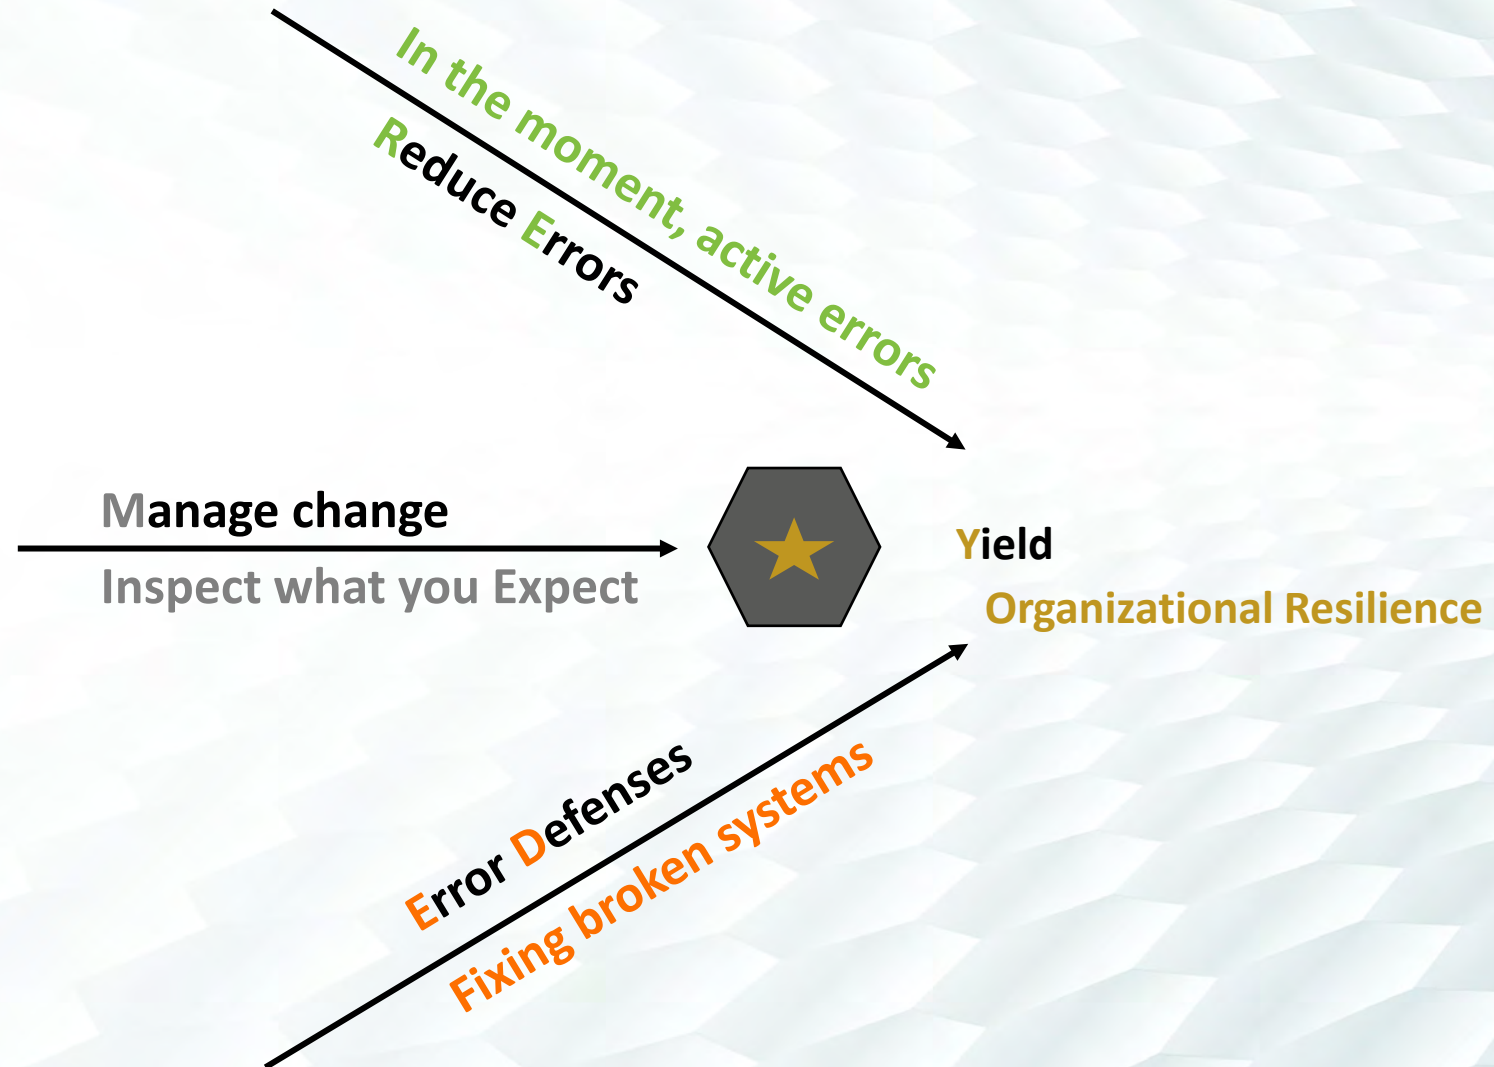 In the moment, active errors
Reduce Errors
Manage change
Inspect what you Expect
Yield
Organizational Resilience
Error Defenses
Fixing broken systems